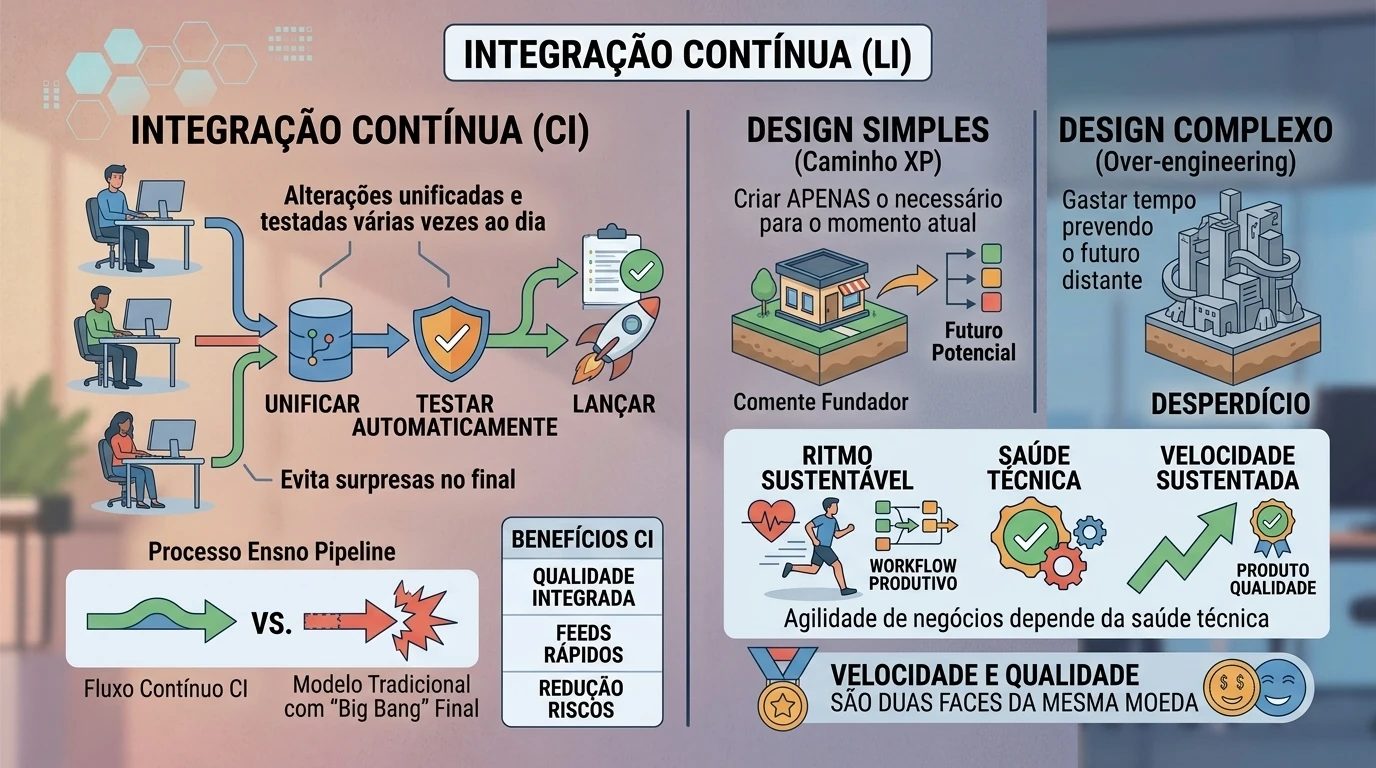 INTEGRAÇÃO CONTÍNUA (LI)
INTEGRAÇÃO CONTÍNUA (CI)
Alterações unificadas e
testadas várias vezes ao dia
UNIFICAR
TESTAR
AUTOMATICAMENTE
LANÇAR
Evita surpresas no final
Processo Ensno Pipeline
VS.
Fluxo Contínuo CI
Modelo Tradicional
com “Big Bang” Final
BENEFÍCIOS CI
QUALIDADE
INTEGRADA
FEEDS
RÁPIDOS
REDUÇÃO
RISCOS
DESIGN SIMPLES
(Caminho XP)
Criar APENAS o necessário
para o momento atual
Futuro
Potencial
Comente Fundador
DESIGN COMPLEXO
(Over-engineering)
Gastar tempo
prevendo
o futuro
distante
DESPERDÍCIO
RITMO
SUSTENTÁVEL
WORKFLOW
PRODUTIVO
SAÚDE
TÉCNICA
VELOCIDADE
SUSTENTADA
PRODUTO
QUALIDADE
Agilidade de negócios depende da saúde técnica
VELOCIDADE E QUALIDADE
SÃO DUAS FACES DA MESMA MOEDA
$ $